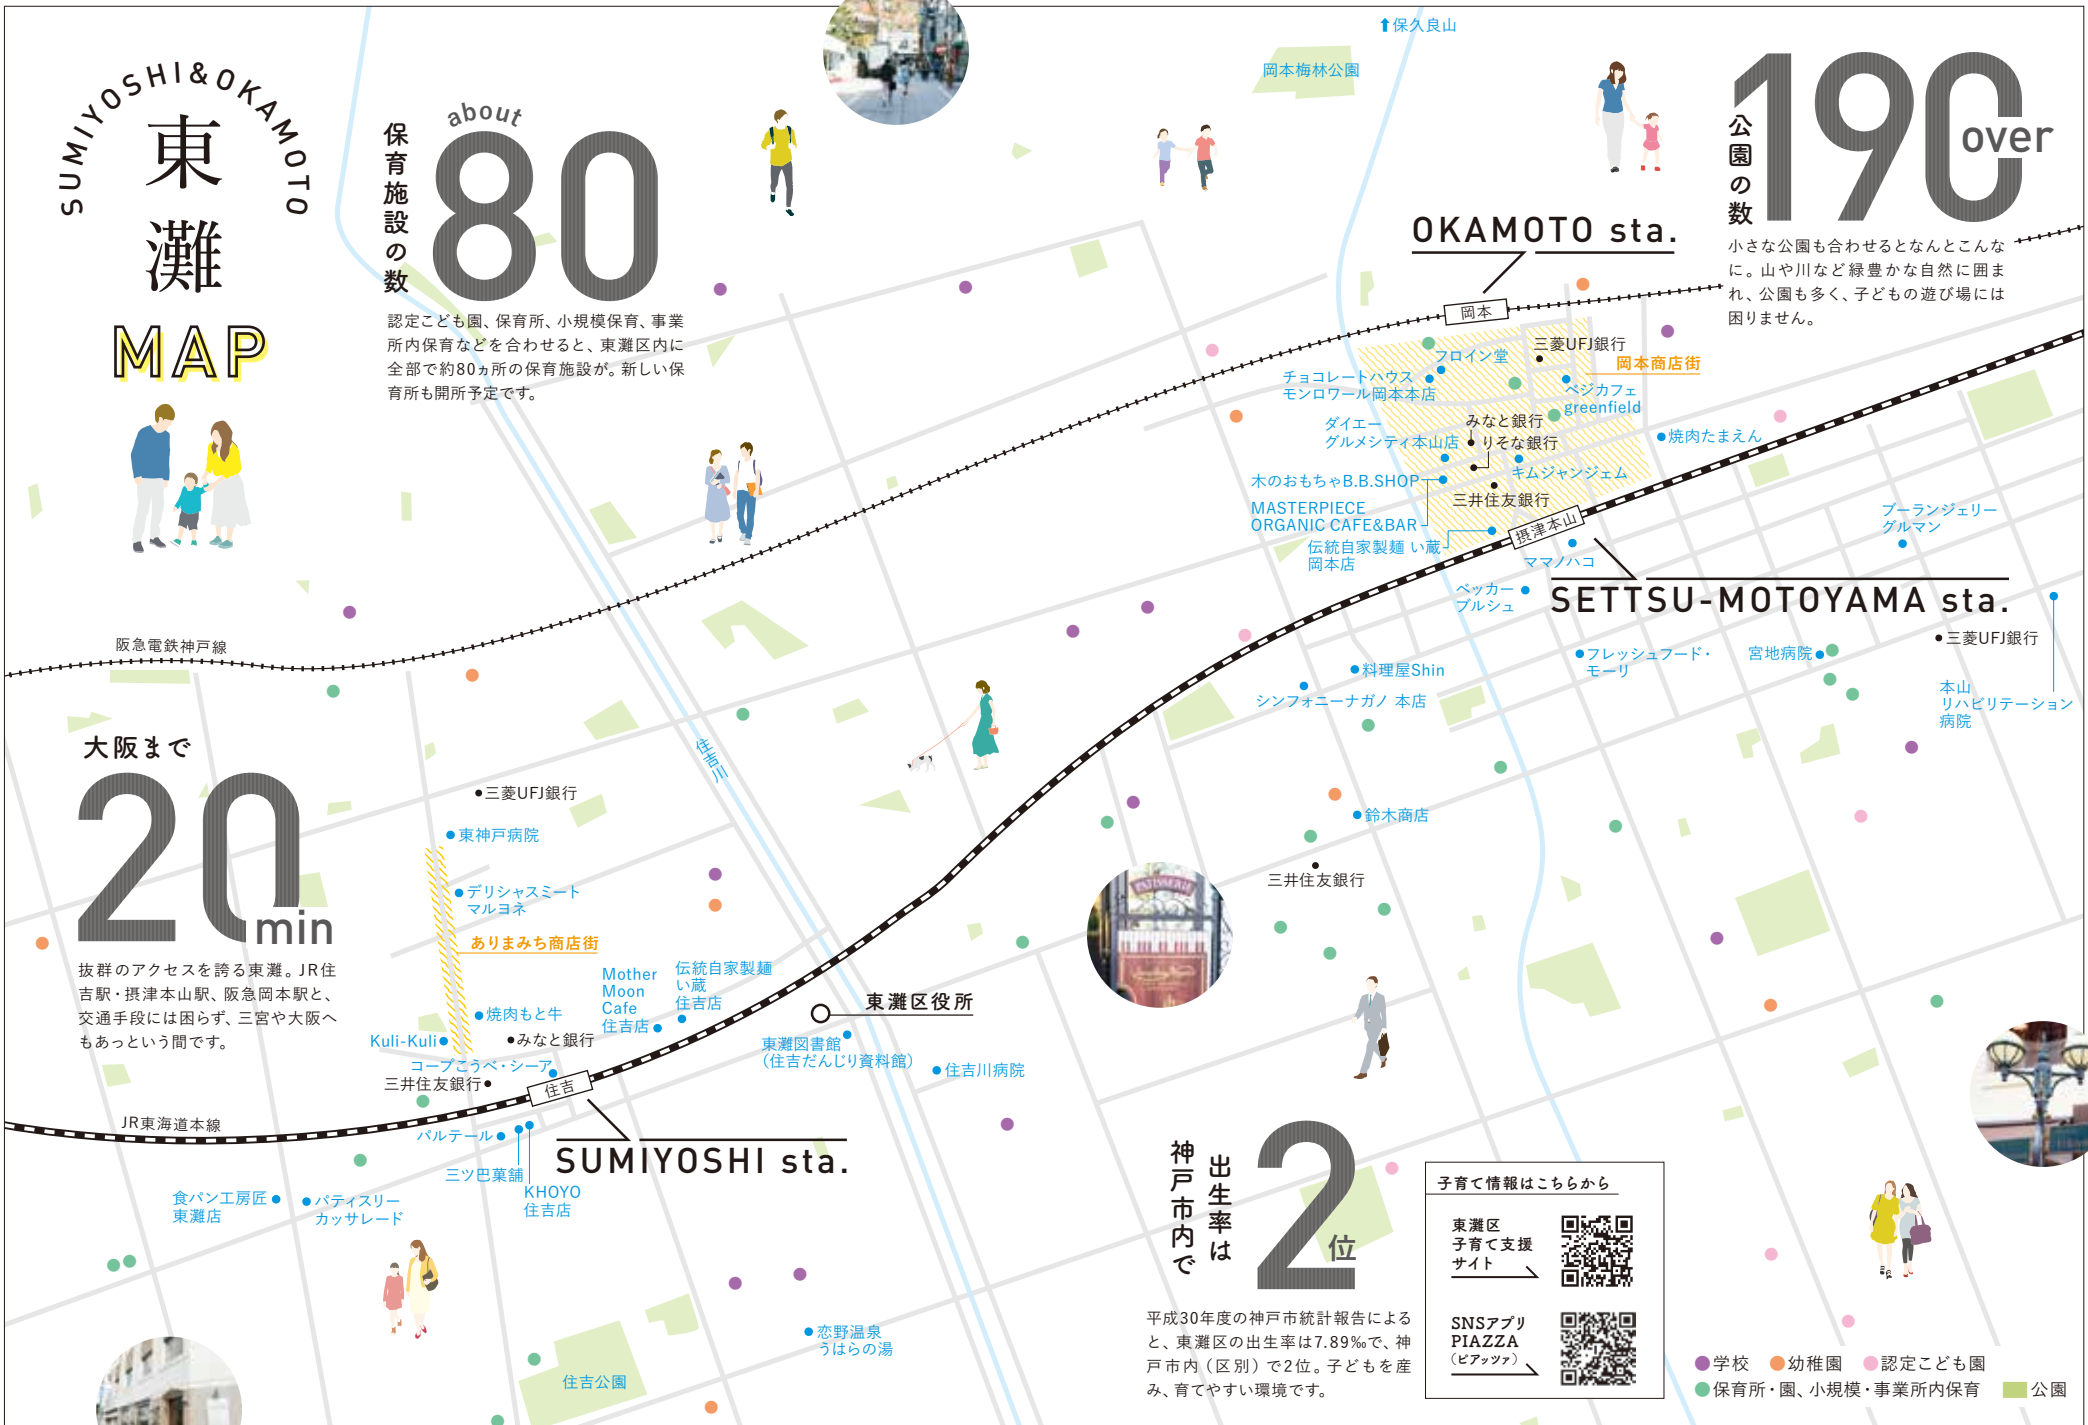 SUMIYOSHI&OKAMOTO
東灘
MAP
保育施設の数
about
80
認定こども園、保育所、小規模保育、事業
所内保育などを合わせると、東灘区内に
全部で約80ヵ所の保育施設が。新しい保
育所も開所予定です。
⬆保久良山
岡本梅林公園
公園の数
190
over
小さな公園も合わせるとなんとこんな
に。山や川など緑豊かな自然に囲ま
れ、公園も多く、子どもの遊び場には
困りません。
OKAMOTO sta.
岡本
三菱UFJ銀行
岡本商店街
フロイン堂
チョコレートハウス
モンロワール岡本本店
ベジカフェ
greenfield
ダイエー
グルメシティ本山店
みなと銀行
りそな銀行
焼肉たまえん
キムジャンジェム
木のおもちゃB.B.SHOP
三井住友銀行
MASTERPIECE
ORGANIC CAFE&BAR
伝統自家製麺 い蔵
岡本店
摂津本山
ママノハコ
ブーランジェリー
グルマン
ベッカー
ブルシュ
SETTSU-MOTOYAMA sta.
三菱UFJ銀行
フレッシュフード・
モーリ
宮地病院
本山
リハビリテーション
病院
料理屋Shin
シンフォニーナガノ 本店
阪急電鉄神戸線
住吉川
大阪まで
20
min
抜群のアクセスを誇る東灘。JR住
吉駅・摂津本山駅、阪急岡本駅と、
交通手段には困らず、三宮や大阪へ
もあっという間です。
三菱UFJ銀行
東神戸病院
デリシャスミート
マルヨネ
ありまみち商店街
鈴木商店
三井住友銀行
PATISSERIE
Mother
Moon
Cafe
住吉店
伝統自家製麺
い蔵
住吉店
東灘区役所
焼肉もと牛
みなと銀行
Kuli-Kuli
コープこうべ・シーア
三井住友銀行
住吉
東灘図書館
（住吉だんじり資料館）
住吉川病院
JR東海道本線
パルテール
三ツ巴菓舗
KHOYO
住吉店
SUMIYOSHI sta.
食パン工房匠
東灘店
パティスリー
カッサレード
恋野温泉
うはらの湯
住吉公園
出生率は
神戸市内で
2
位
平成30年度の神戸市統計報告による
と、東灘区の出生率は7.89‰で、神
戸市内（区別）で2位。子どもを産
み、育てやすい環境です。
子育て情報はこちらから
東灘区
子育て支援
サイト
SNSアプリ
PIAZZA
（ピアッツァ）
学校 幼稚園 認定こども園
保育所・園、小規模・事業所内保育 公園